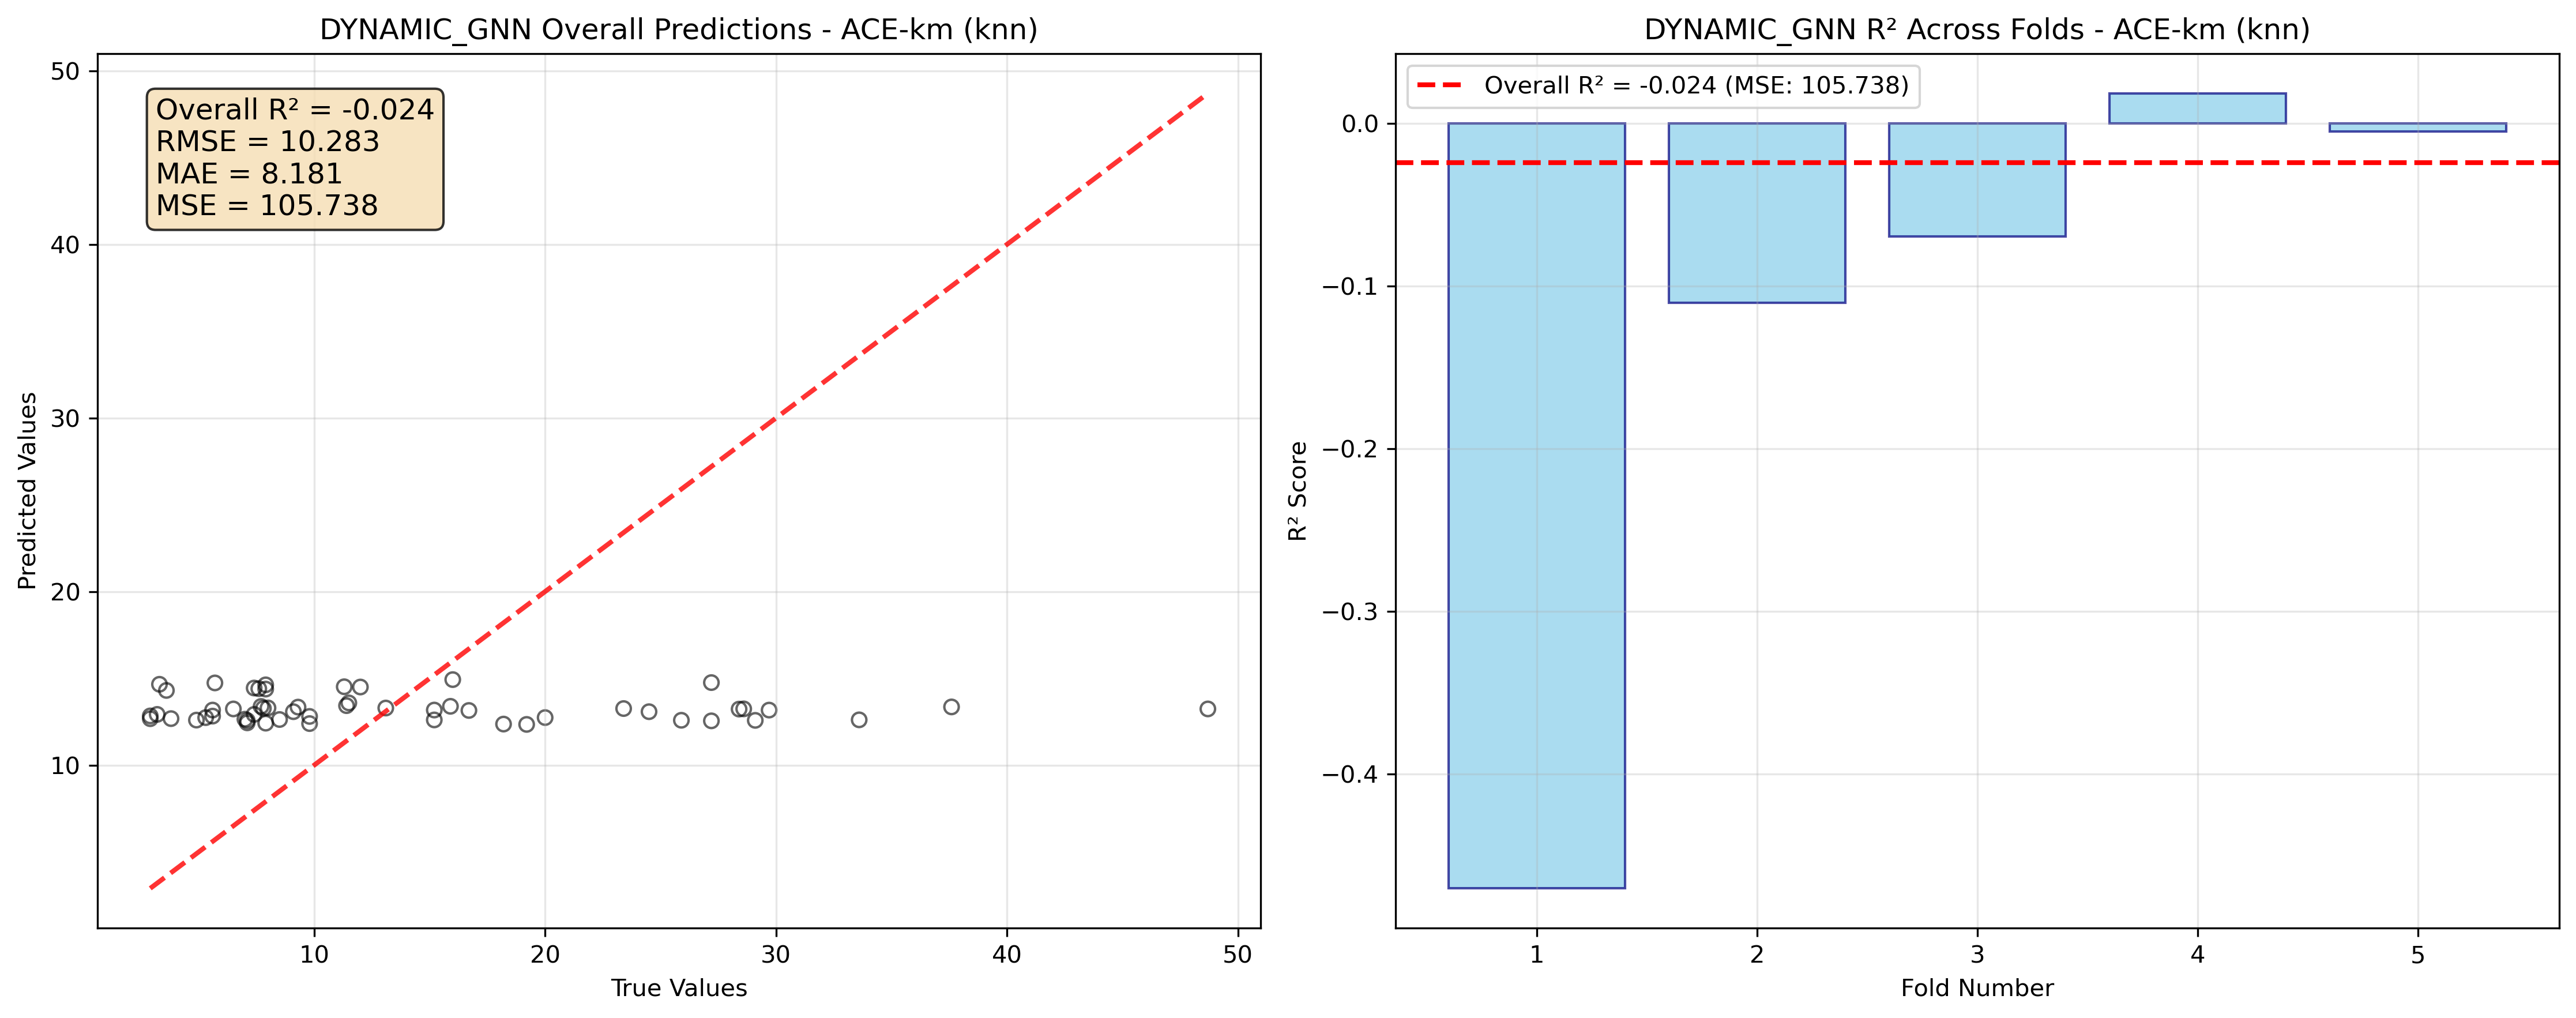 DYNAMIC_GNN Overall Predictions - ACE-km (knn)
Overall R² = -0.024
RMSE = 10.283
MAE = 8.181
MSE = 105.738
Predicted Values
50
40
30
20
10
10 20 30 40 50
True Values
DYNAMIC_GNN R² Across Folds - ACE-km (knn)
Overall R² = -0.024 (MSE: 105.738)
R² Score
0.0
−0.1
−0.2
−0.3
−0.4
1 2 3 4 5
Fold Number